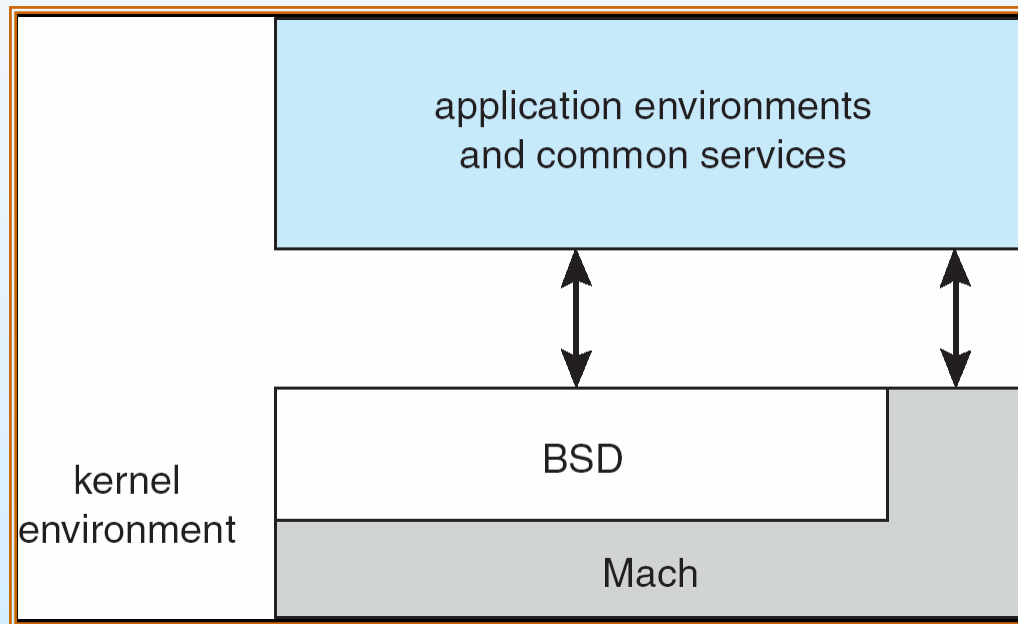 application environments
and common services
BSD
kernel
environment
Mach